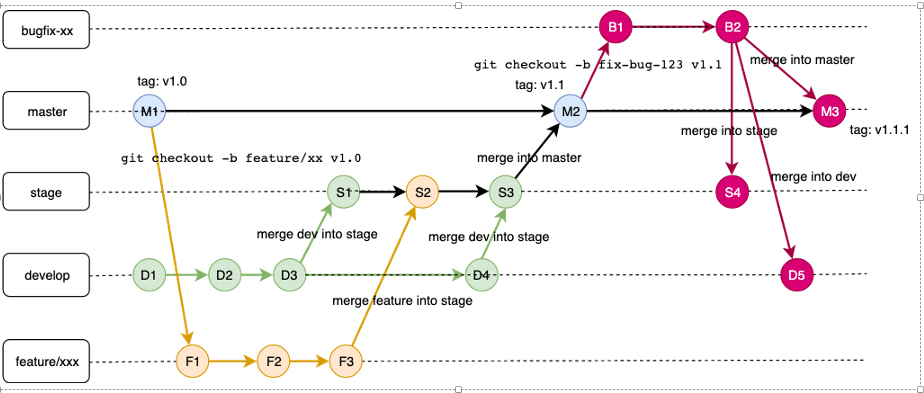 bugfix-xx
B1
B2
git checkout -b fix-bug-123 v1.1
merge into master
tag: v1.0
tag: v1.1
master
M1
M2
M3
merge into stage
tag: v1.1.1
git checkout -b feature/xx v1.0
merge into master
merge into dev
stage
S1
S2
S3
S4
merge dev into stage
merge dev into stage
develop
D1
D2
D3
D4
D5
merge feature into stage
feature/xxx
F1
F2
F3